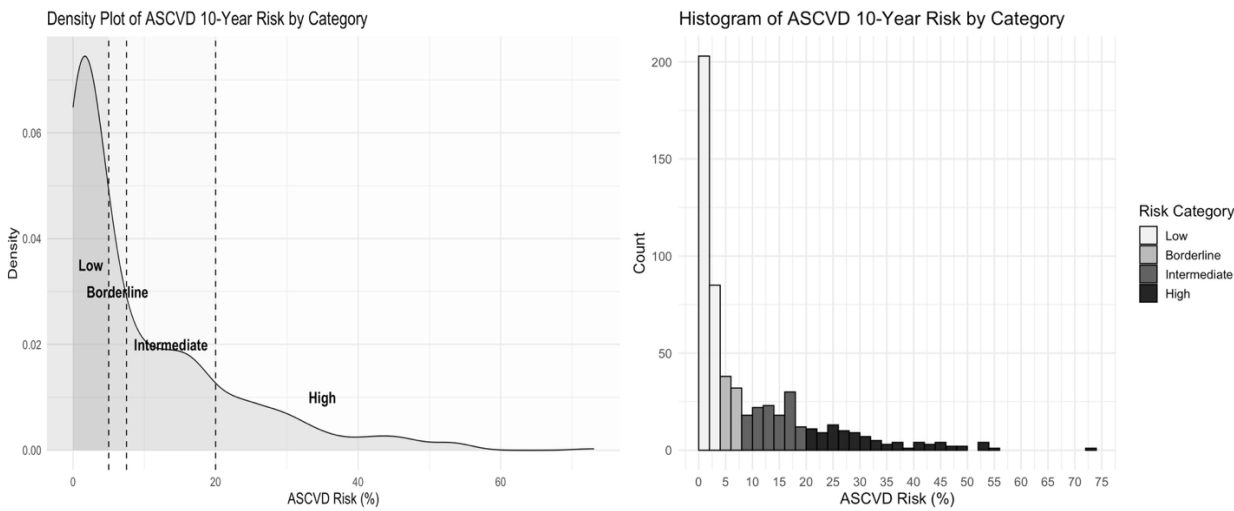 Density Plot of ASCVD 10-Year Risk by Category
Density
0.06
0.04
0.02
0.00
Low
Borderline
Intermediate
High
0
20
40
60
ASCVD Risk (%)
Histogram of ASCVD 10-Year Risk by Category
Count
200
150
100
50
0
0 5 10 15 20 25 30 35 40 45 50 55 60 65 70 75
ASCVD Risk (%)
Risk Category
Low
Borderline
Intermediate
High